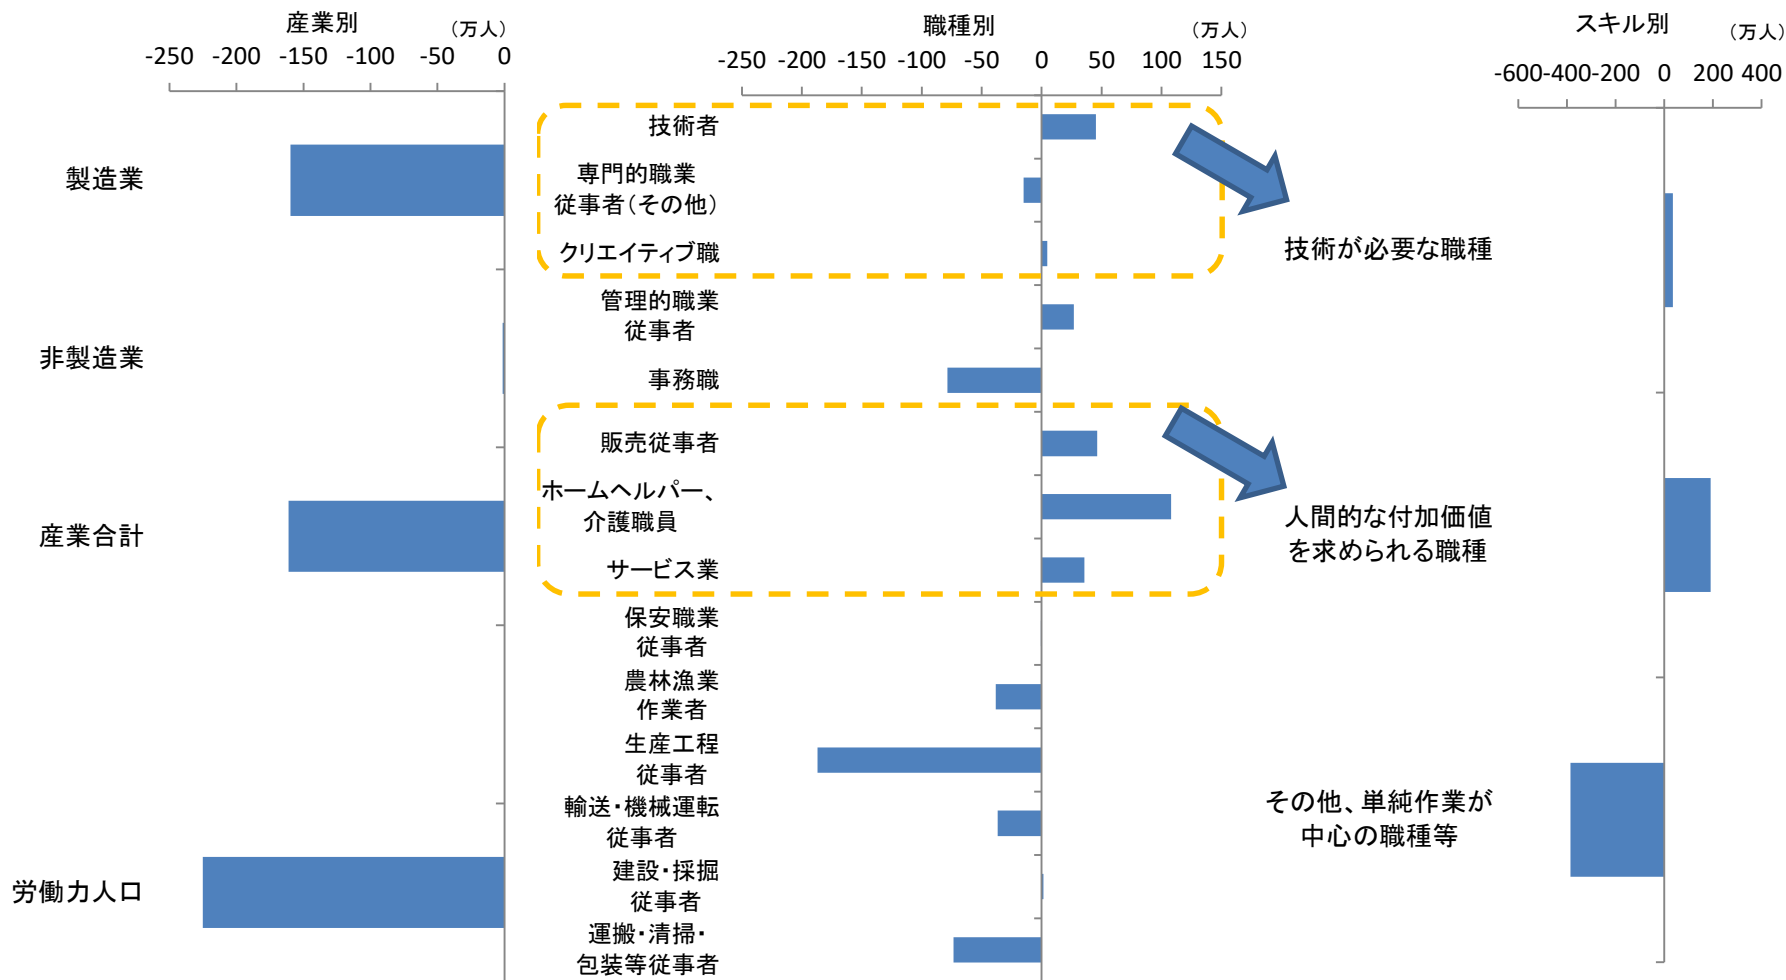 産業別
(万人)
-250 -200 -150 -100 -50 0
製造業
非製造業
産業合計
労働力人口
職種別
(万人)
-250 -200 -150 -100 -50 0 50 100 150
技術者
専門的職業
従事者(その他)
クリエイティブ職
管理的職業
従事者
事務職
販売従事者
ホームヘルパー、
介護職員
サービス業
保安職業
従事者
農林漁業
作業者
生産工程
従事者
輸送・機械運転
従事者
建設・採掘
従事者
運搬・清掃・
包装等従事者
スキル別
(万人)
-600 -400 -200 0 200 400
技術が必要な職種
人間的な付加価値
を求められる職種
その他、単純作業が
中心の職種等